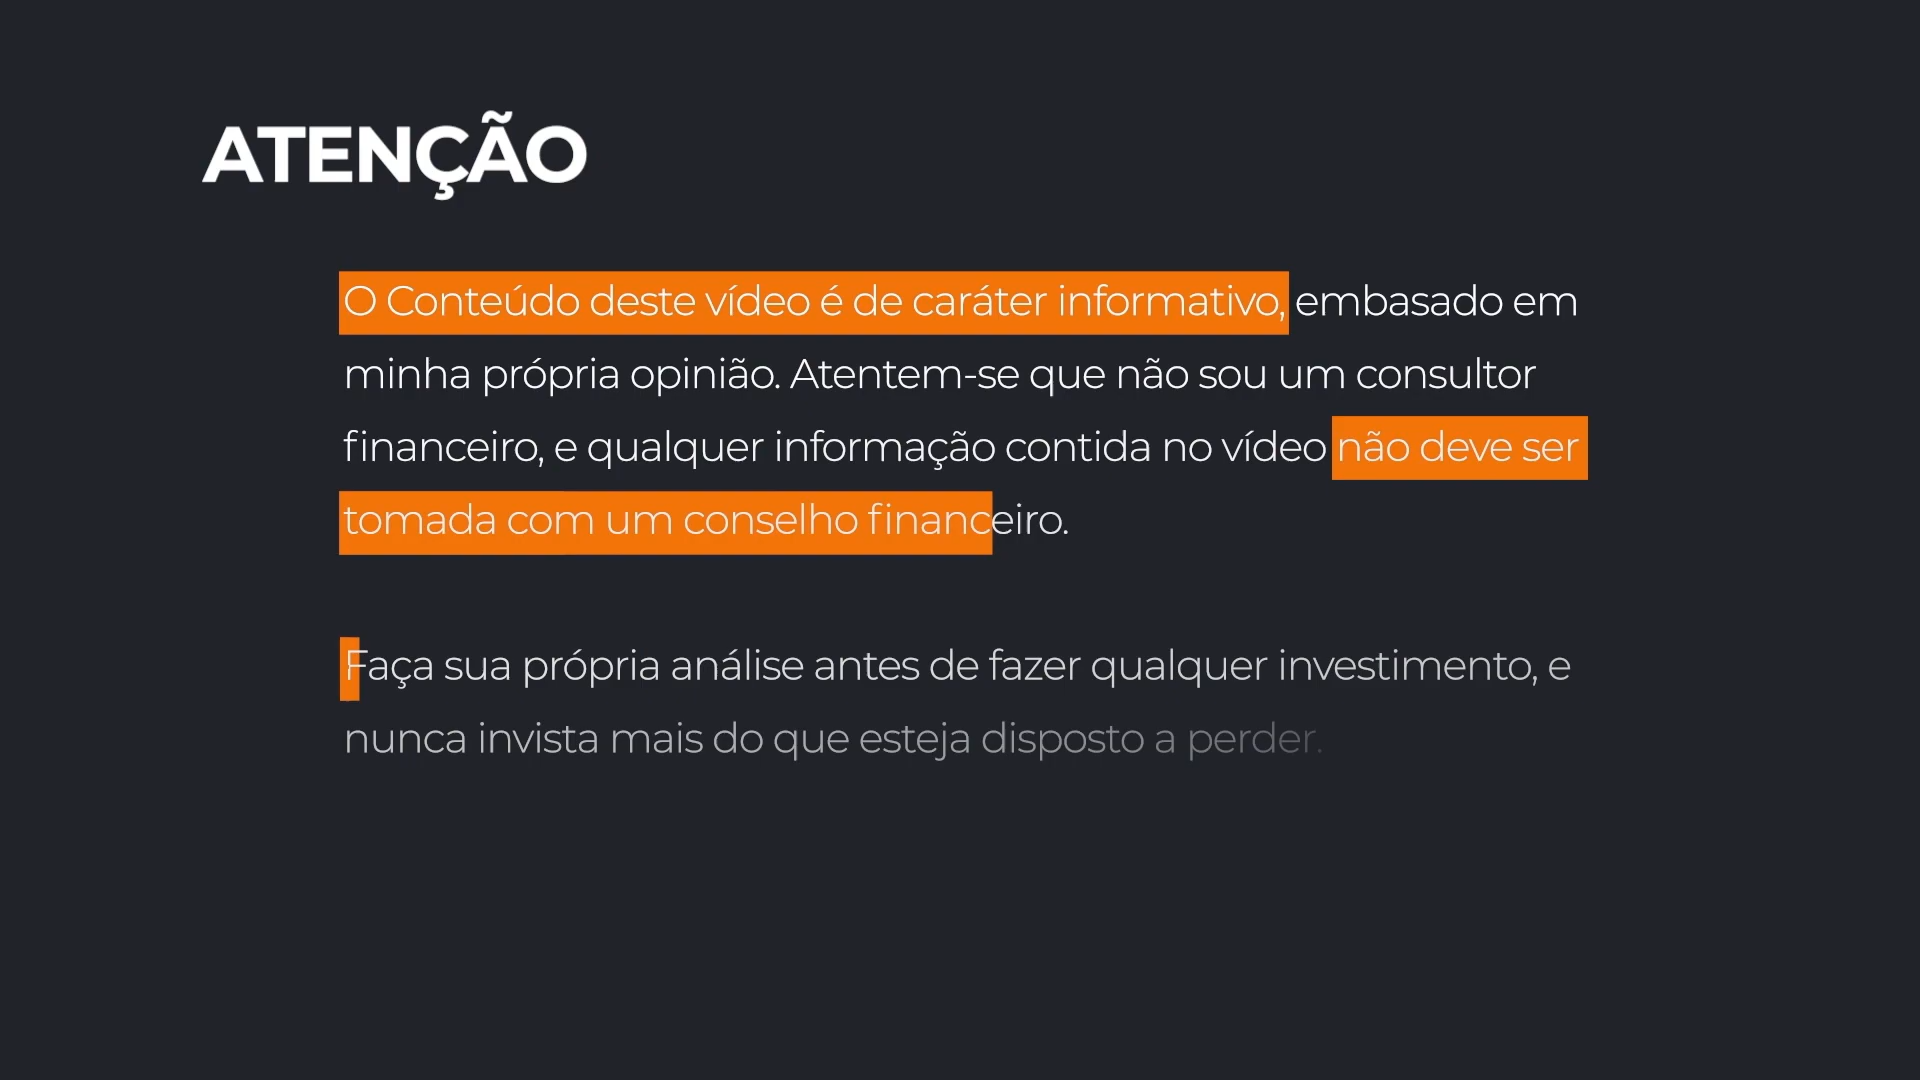 ATENÇÃO
O Conteúdo deste vídeo é de caráter informativo, embasado em
minha própria opinião. Atentem-se que não sou um consultor
financeiro, e qualquer informação contida no vídeo não deve ser
tomada com um conselho financeiro.
Faça sua própria análise antes de fazer qualquer investimento, e
nunca invista mais do que esteja disposto a perder.